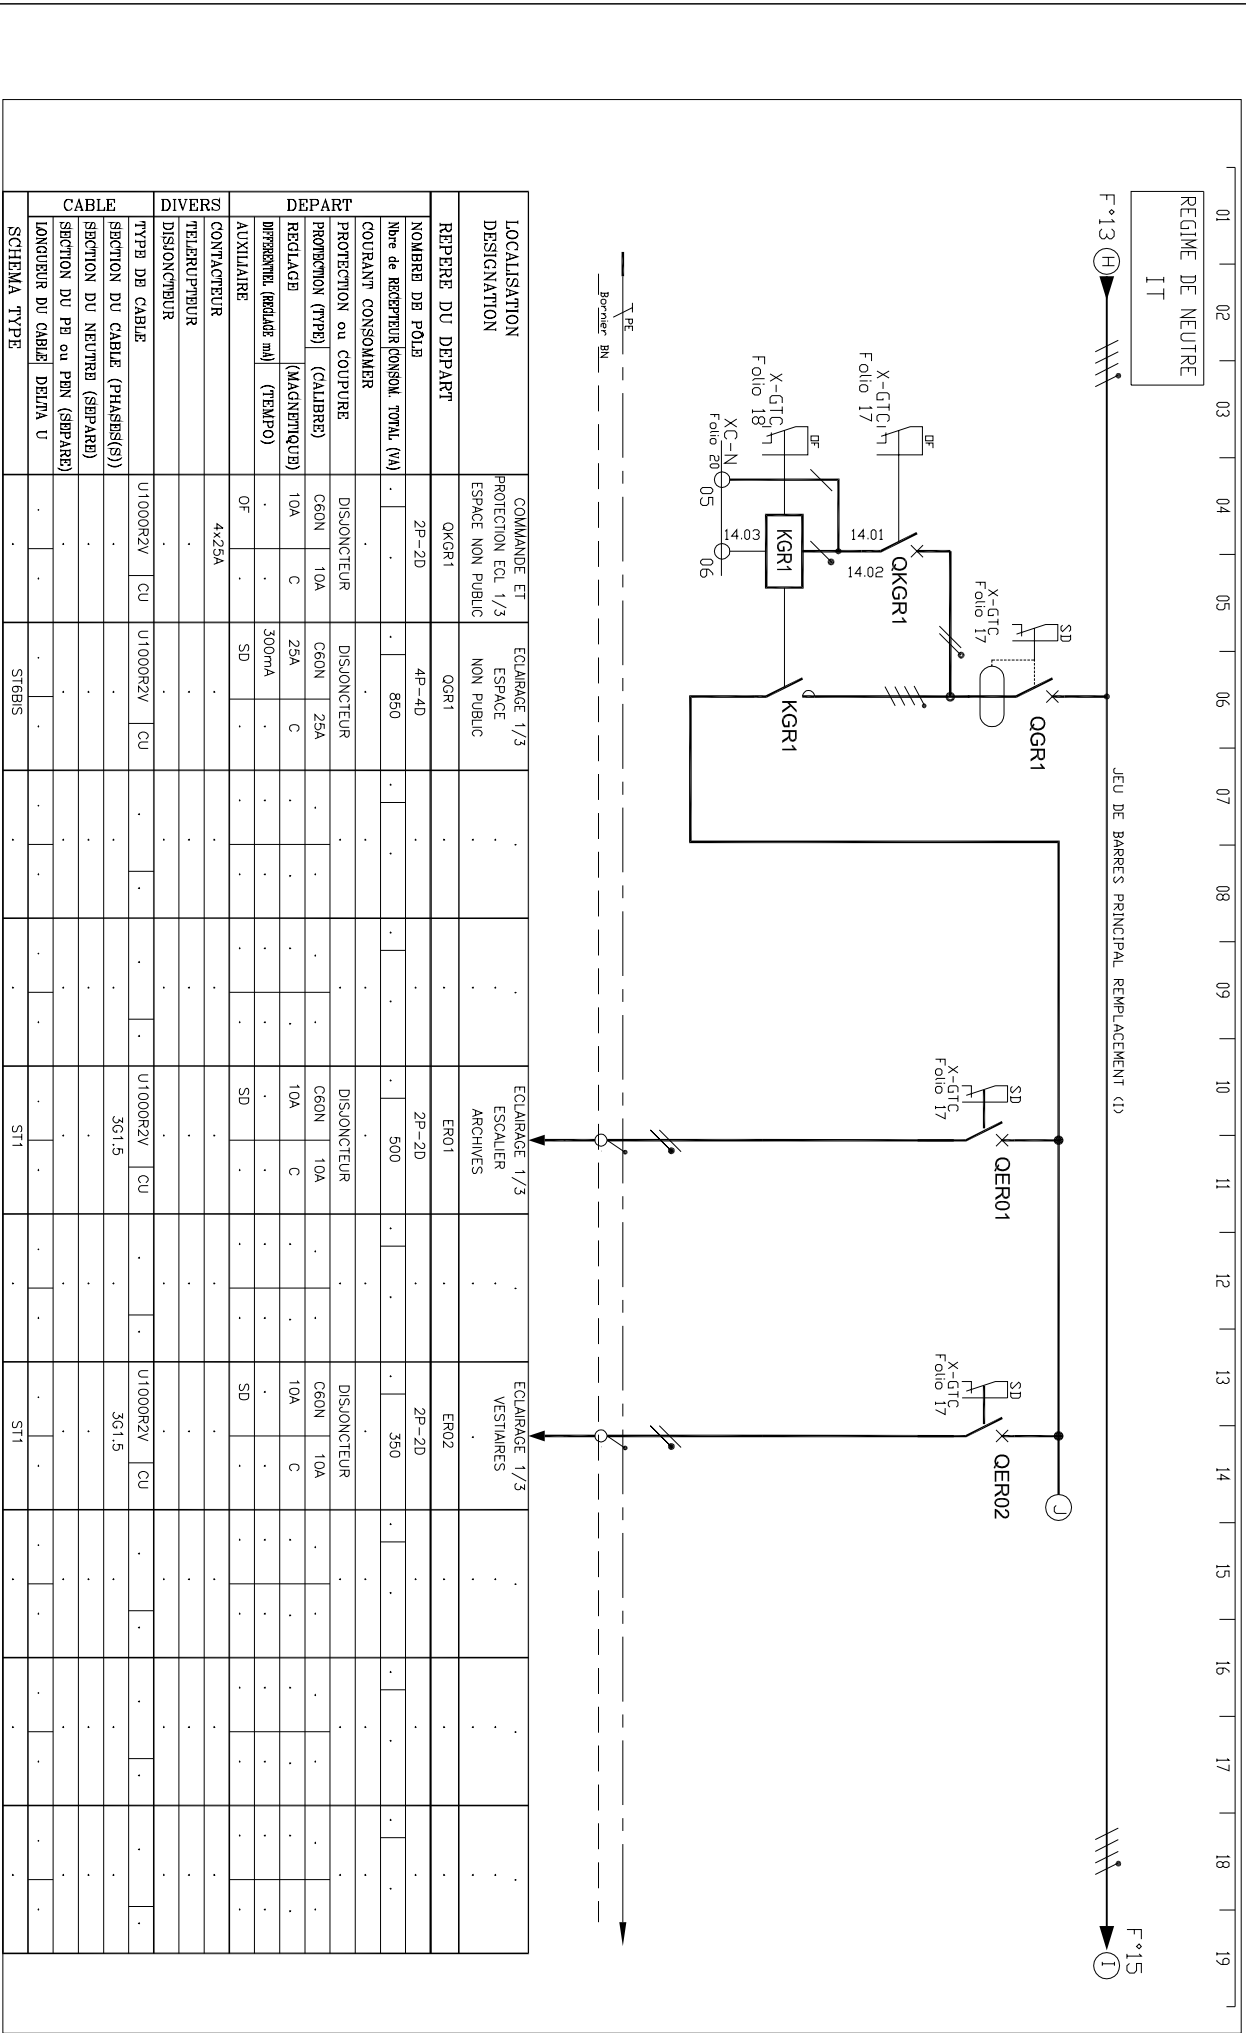 01 02 03 04 05 06 07 08 09 10 11 12 13 14 15 16 17 18 19
REGIME DE NEUTRE
IT
F°13 H
JEU DE BARRES PRINCIPAL REMPLACEMENT (I)
F°15
I
QGR1
SD
X-GTC
Folio 17
QKGR1
OF
X-GTC
Folio 17
14.01
14.02
KGR1
OF
X-GTC
Folio 18
14.03
XC-N
Folio 20
05
06
KGR1
SD
X-GTC
Folio 17
QER01
SD
X-GTC
Folio 17
QER02
J
PE
Bornier BN
LOCALISATION
DESIGNATION
COMMANDE ET
PROTECTION ECL 1/3
ESPACE NON PUBLIC
ECLAIRAGE 1/3
ESPACE
NON PUBLIC
ECLAIRAGE 1/3
ESCALIER
ARCHIVES
ECLAIRAGE 1/3
VESTIAIRES
REPERE DU DEPART QKGR1 QGR1 ER01 ER02
DEPART
NOMBRE DE PÔLE 2P-2D 4P-4D 2P-2D 2P-2D
Nbre de RECEPTEUR CONSOM. TOTAL (VA) 850 500 350
COURANT CONSOMMER
PROTECTION ou COUPURE DISJONCTEUR DISJONCTEUR DISJONCTEUR DISJONCTEUR
PROTECTION (TYPE) (CALIBRE) C60N 10A C60N 25A C60N 10A C60N 10A
REGLAGE (MAGNETIQUE) 10A C 25A C 10A C 10A C
DIFFERENTIEL (REGLAGE mA) (TEMPO) 300mA
AUXILIAIRE OF SD SD SD
DIVERS
CONTACTEUR 4x25A
TELERUPTEUR
DISJONCTEUR
CABLE
TYPE DE CABLE U1000R2V CU U1000R2V CU U1000R2V CU U1000R2V CU
SECTION DU CABLE (PHASES(S)) 3G1.5 3G1.5
SECTION DU NEUTRE (SEPARE)
SECTION DU PE ou PEN (SEPARE)
LONGUEUR DU CABLE DELTA U
SCHEMA TYPE ST6BIS ST1 ST1